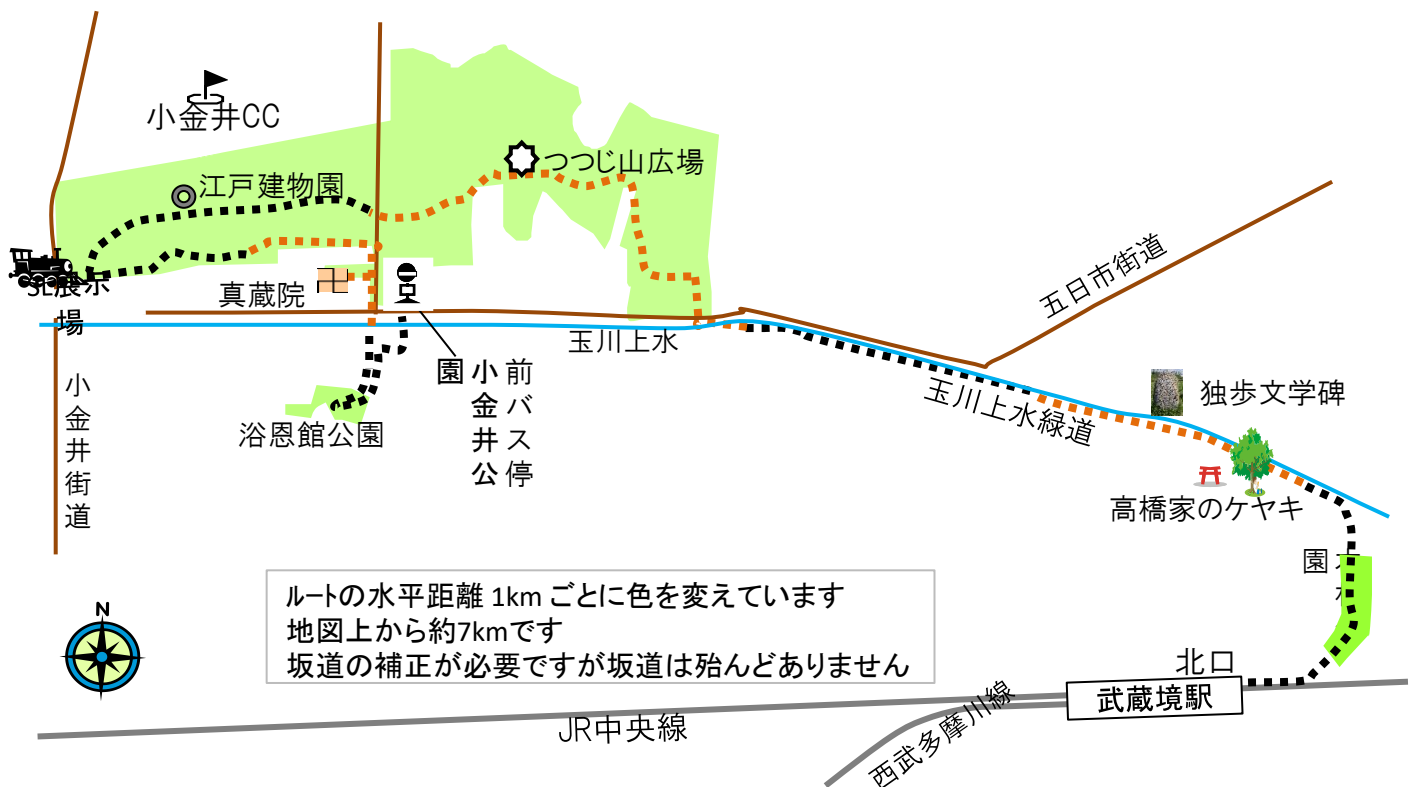 小金井CC
江戸建物園
つつじ山広場
SL展示
場
真蔵院
五日市街道
玉川上水
小金井公園
前バス停
小金井街道
浴恩館公園
玉川上水緑道
独歩文学碑
高橋家のケヤキ
園
N
ルートの水平距離 1km ごとに色を変えています
地図上から約7kmです
坂道の補正が必要ですが坂道は殆んどありません
北口
武蔵境駅
JR中央線
西武多摩川線